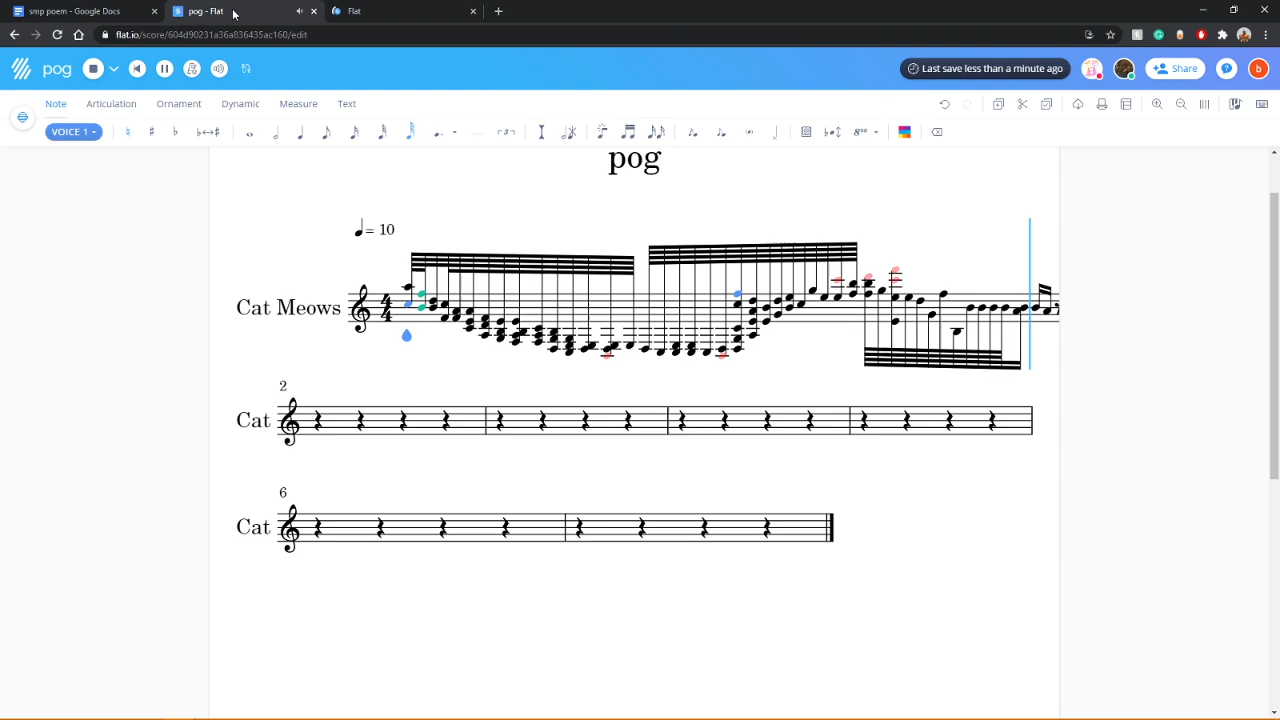 smp poem - Google Docs
pog - Flat
Flat
flat.io/score/604d90231a36a836435ac160/edit
pog
Last save less than a minute ago
Share
b
Note
Articulation
Ornament
Dynamic
Measure
Text
VOICE 1
3
8va
pog
= 10
Cat Meows
4
4
2
Cat
6
Cat